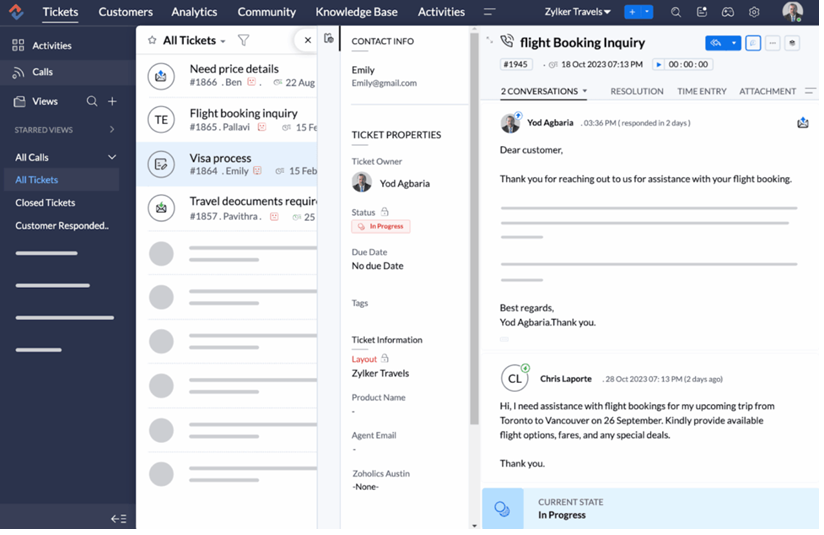 Tickets Customers Analytics Community Knowledge Base Activities Zylker Travels
Activities
Calls
Views
STARRED VIEWS
All Calls
All Tickets
Closed Tickets
Customer Responded..
All Tickets
Need price details
#1866 . Ben . 22 Aug
TE
Flight booking inquiry
#1865 . Pallavi 15 Fe
Visa process
#1864 . Emily 15 Feb
Travel deocuments requir
#1857 . Pavithra . 25
CONTACT INFO
Emily
Emily@gmail.com
TICKET PROPERTIES
Ticket Owner
Yod Agbaria
Status
In Progress
Due Date
No due Date
Tags
Ticket Information
Layout
Zylker Travels
Product Name
-
Agent Email
-
Zoholics Austin
-None-
flight Booking Inquiry
#1945 . 18 Oct 2023 07:13 PM 00 : 00 : 00
2 CONVERSATIONS RESOLUTION TIME ENTRY ATTACHMENT
Yod Agbaria . 03:36 PM ( responded in 2 days )
Dear customer,
Thank you for reaching out to us for assistance with your flight booking.
Best regards,
Yod Agbaria.Thank you.
CL Chris Laporte . 28 Oct 2023 07: 13 PM (2 days ago)
Hi, I need assistance with flight bookings for my upcoming trip from
Toronto to Vancouver on 26 September. Kindly provide available
flight options, fares, and any special deals.
Thank you.
CURRENT STATE
In Progress